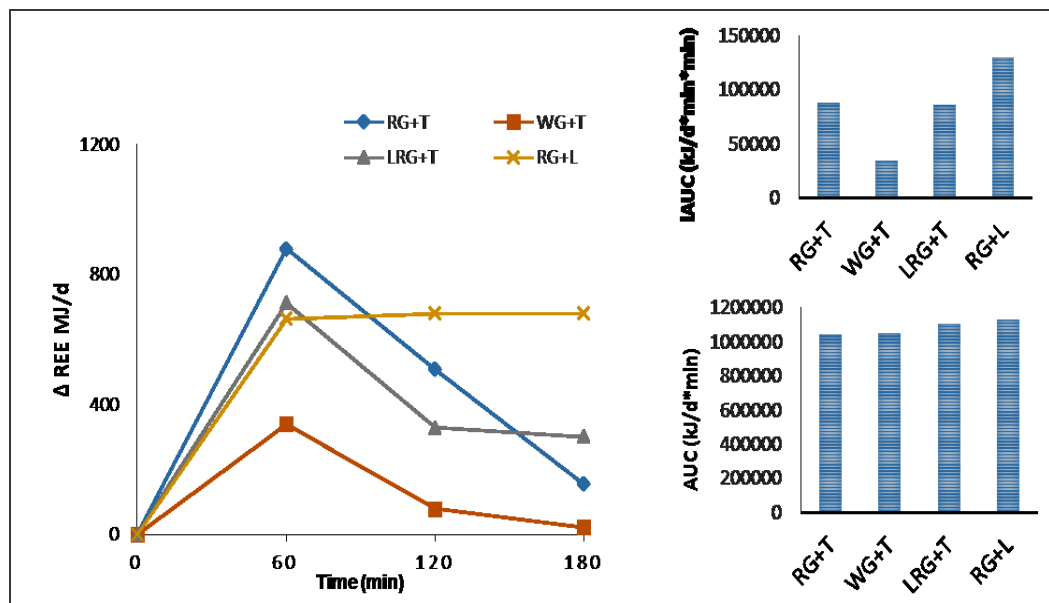 RG+T
WG+T
LRG+T
RG+L
1200
800
400
0
Δ REE MJ/d
0
60
120
180
Time (min)
150000
100000
50000
0
IAUC (kJ/d*min*min)
RG+T
WG+T
LRG+T
RG+L
1200000
1000000
800000
600000
400000
200000
0
AUC (kJ/d*min)
RG+T
WG+T
LRG+T
RG+L